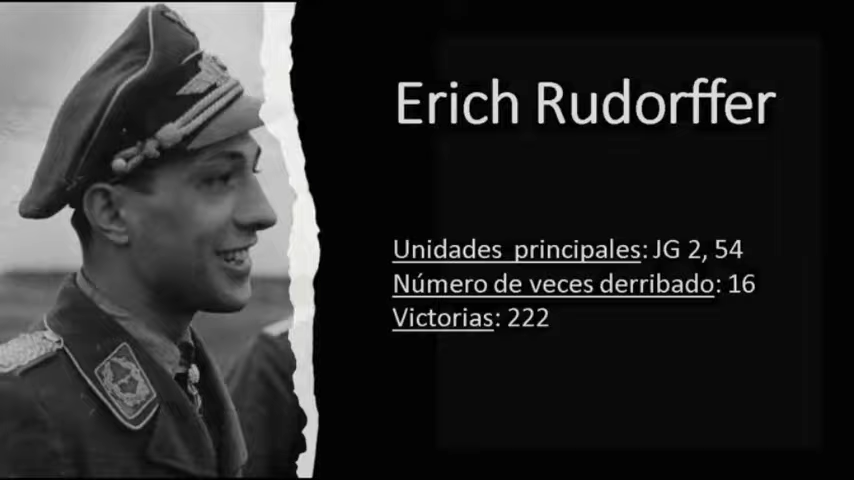 Erich Rudorffer
Unidades principales: JG 2, 54
Número de veces derribado: 16
Victorias: 222